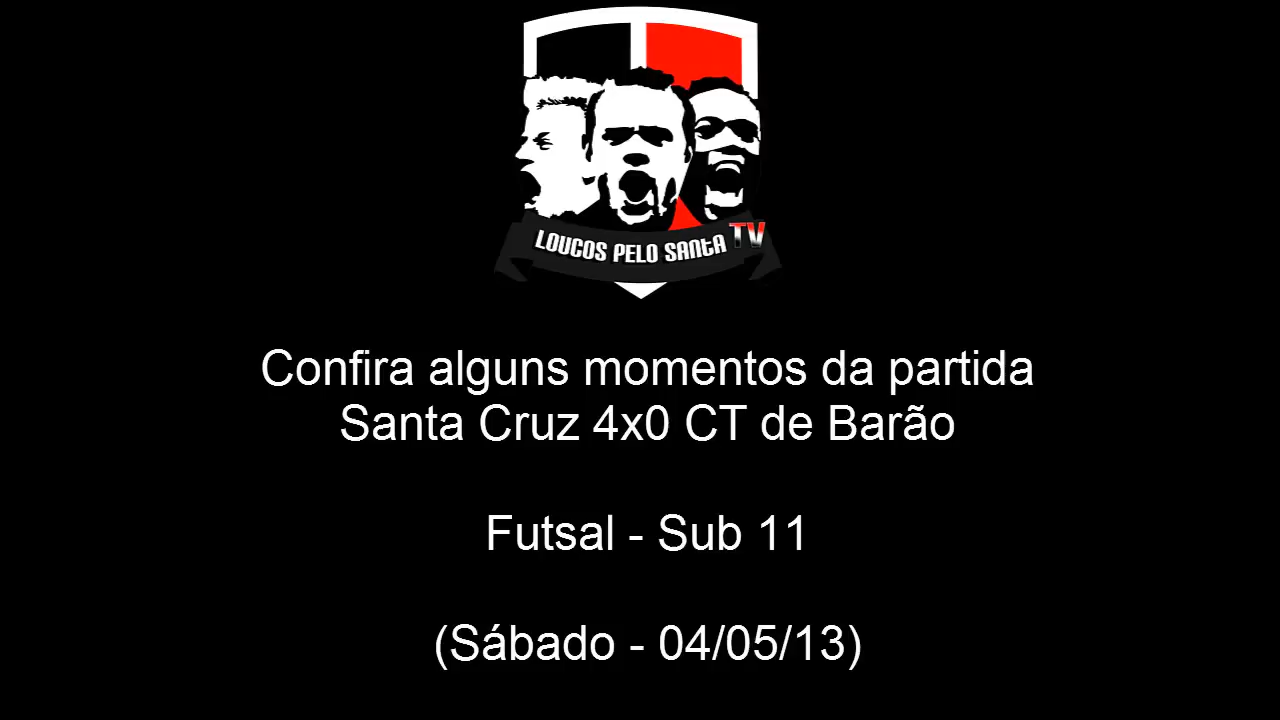 LOUCOS PELO SANTA TV
Confira alguns momentos da partida
Santa Cruz 4x0 CT de Barão
Futsal - Sub 11
(Sábado - 04/05/13)